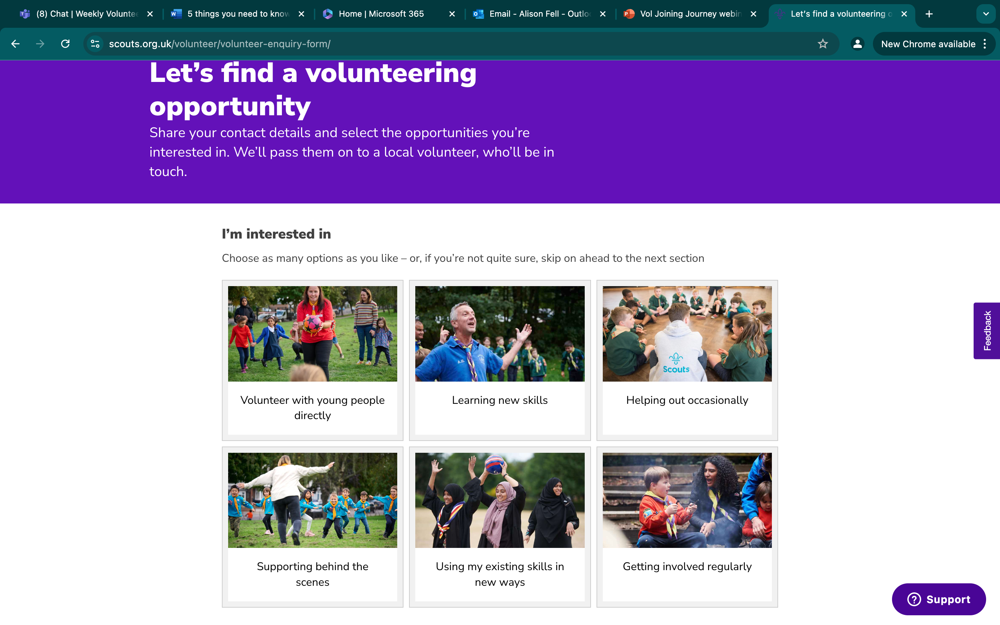 (8) Chat | Weekly Voluntee
5 things you need to know
Home | Microsoft 365
Email - Alison Fell - Outlo
Vol Joining Journey webin
Let's find a volunteering o
scouts.org.uk/volunteer/volunteer-enquiry-form/
New Chrome available
Let's find a volunteering
opportunity
Share your contact details and select the opportunities you're
interested in. We'll pass them on to a local volunteer, who'll be in
touch.
I'm interested in
Choose as many options as you like – or, if you're not quite sure, skip on ahead to the next section
A.H.
Scouts
Volunteer with young people
directly
Learning new skills
Helping out occasionally
Supporting behind the
scenes
Using my existing skills in
new ways
Getting involved regularly
Feedback
Support